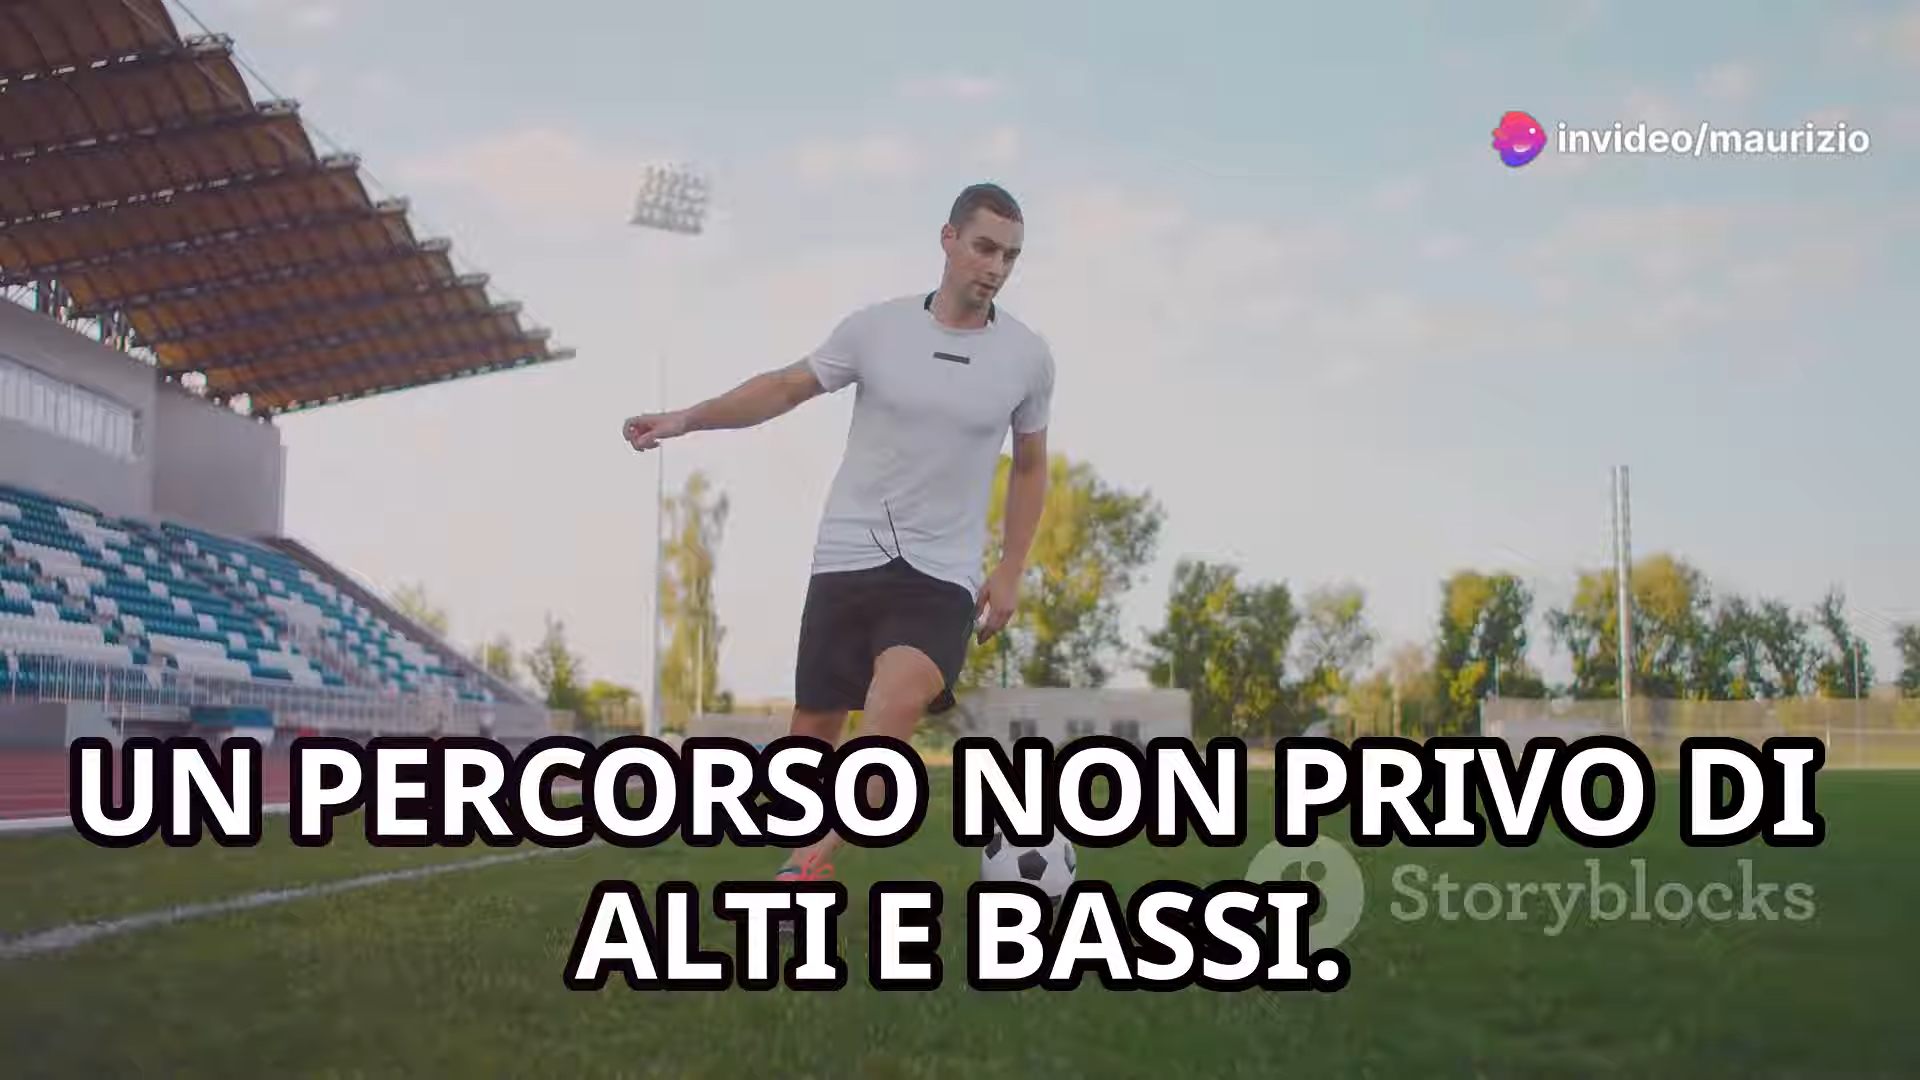 invideo/maurizio
UN PERCORSO NON PRIVO DI
Storyblocks
ALTI E BASSI.